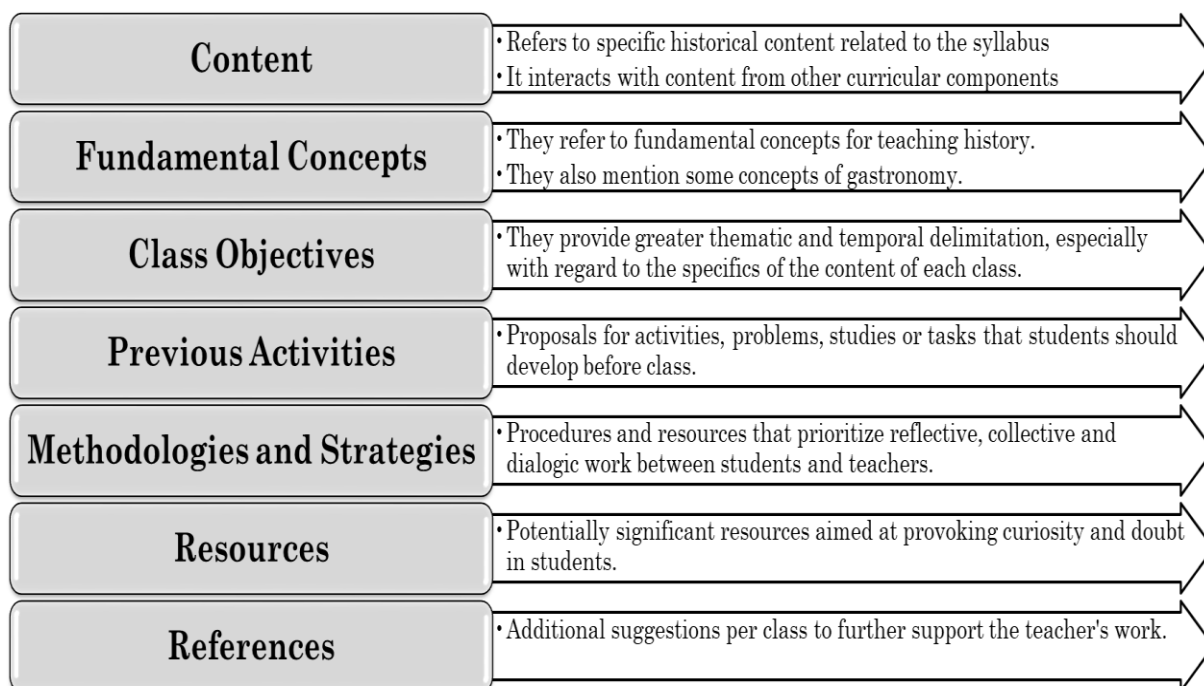 Content
• Refers to specific historical content related to the syllabus
• It interacts with content from other curricular components
Fundamental Concepts
• They refer to fundamental concepts for teaching history.
• They also mention some concepts of gastronomy.
Class Objectives
• They provide greater thematic and temporal delimitation, especially
with regard to the specifics of the content of each class.
Previous Activities
• Proposals for activities, problems, studies or tasks that students should
develop before class.
Methodologies and Strategies
• Procedures and resources that prioritize reflective, collective and
dialogic work between students and teachers.
Resources
• Potentially significant resources aimed at provoking curiosity and doubt
in students.
References
• Additional suggestions per class to further support the teacher's work.